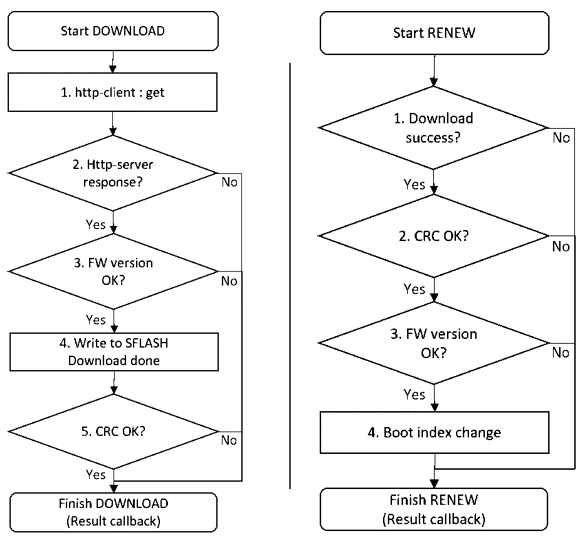 Start DOWNLOAD
1. http-client : get
2. Http-server
response?
No
Yes
3. FW version
OK?
No
Yes
4. Write to SFLASH
Download done
5. CRC OK?
No
Yes
Finish DOWNLOAD
(Result callback)
Start RENEW
1. Download
success?
No
Yes
2. CRC OK?
No
Yes
3. FW version
OK?
No
Yes
4. Boot index change
Finish RENEW
(Result callback)